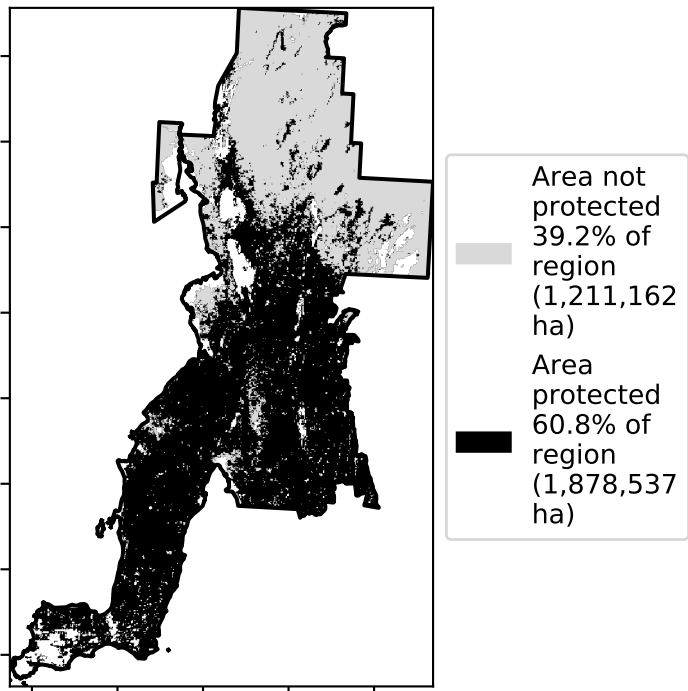 Area not
protected
39.2% of
region
(1,211,162
ha)
Area
protected
60.8% of
region
(1,878,537
ha)